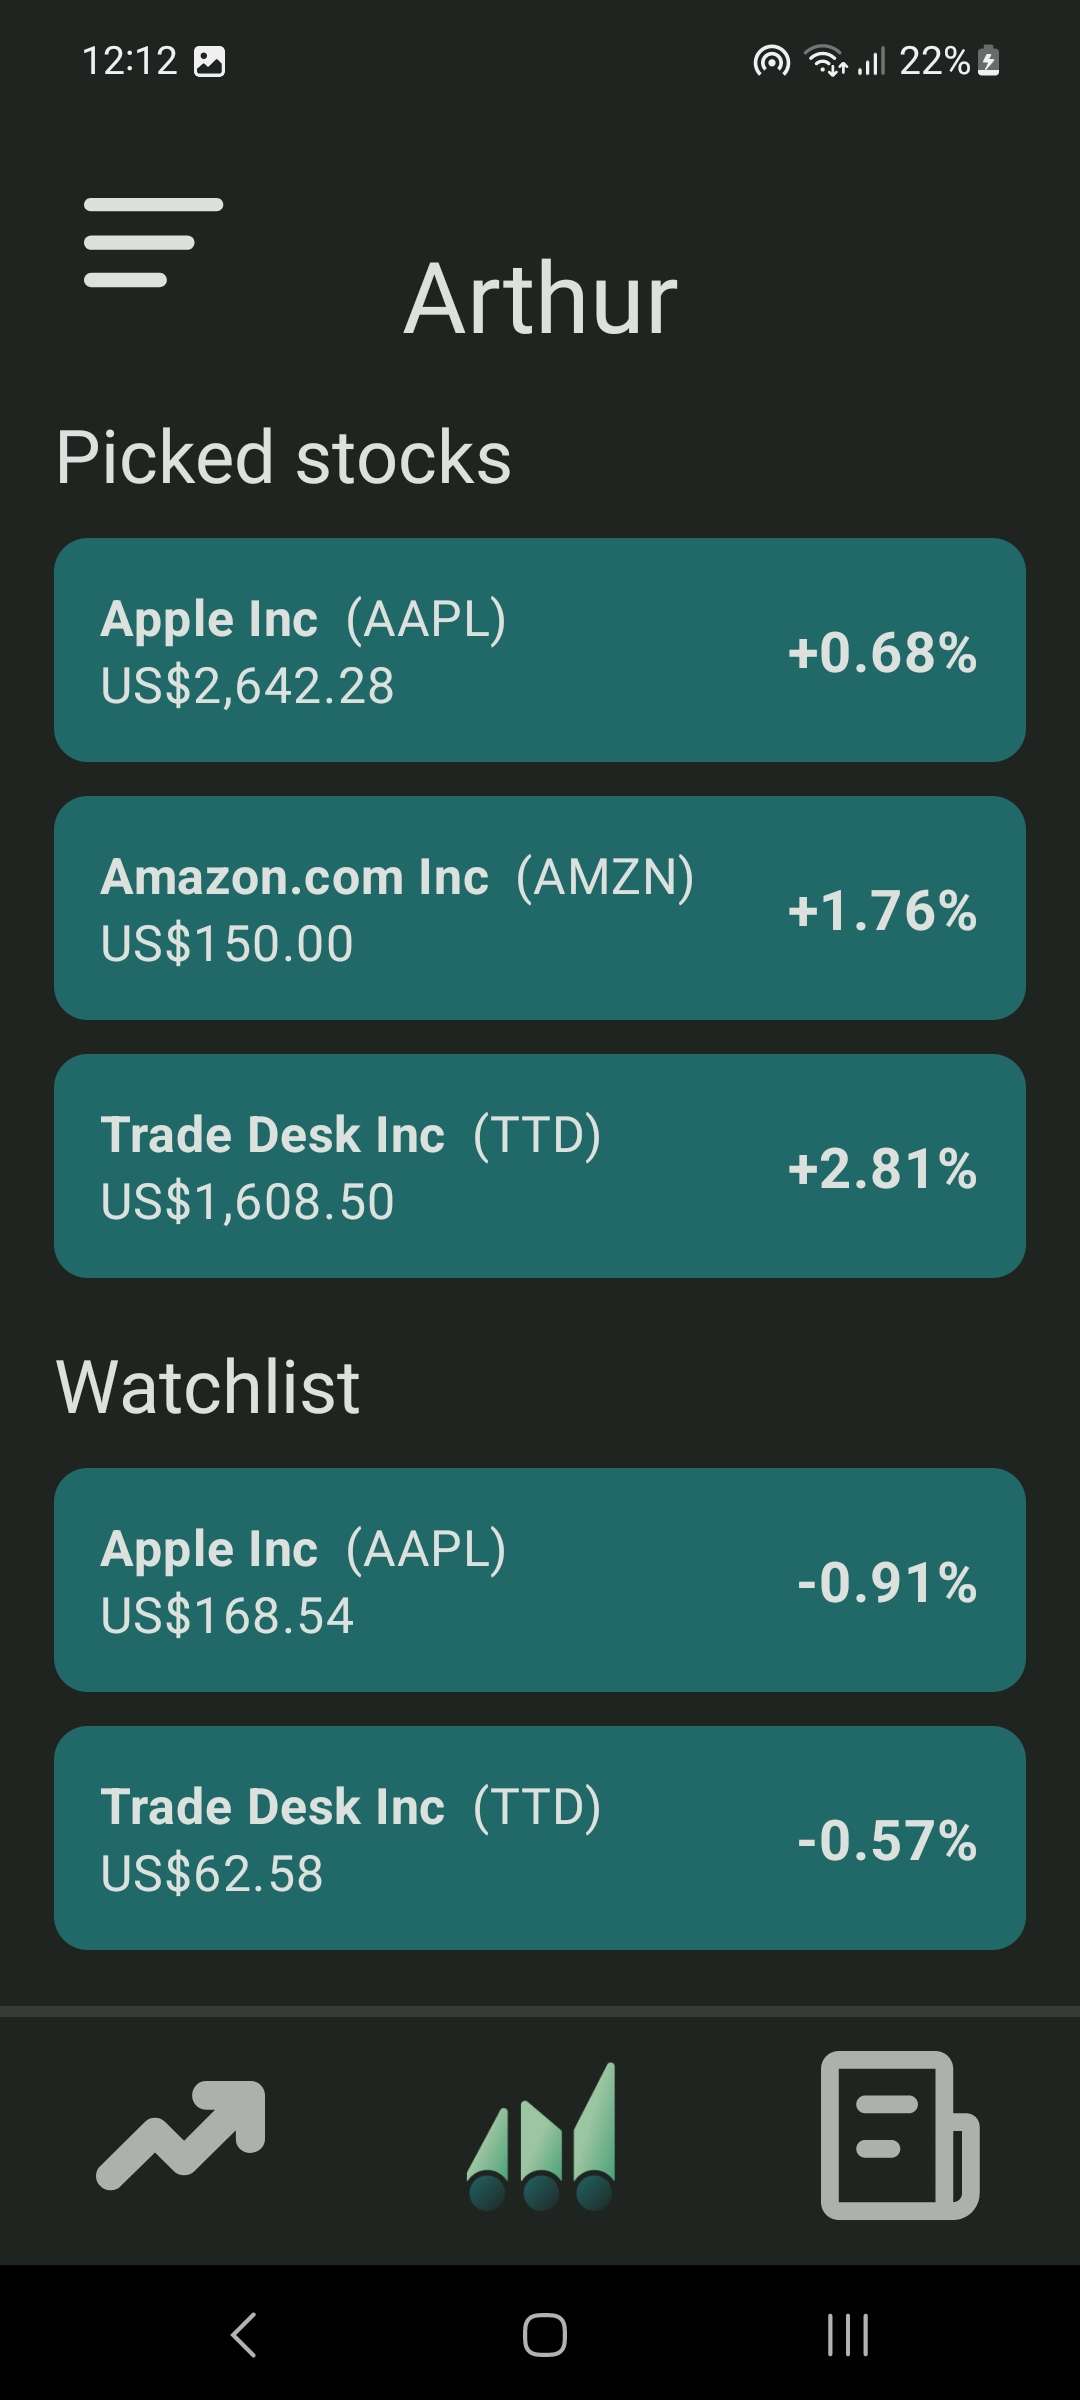 12:12 22%
Arthur
Picked stocks
Apple Inc (AAPL)
US$2,642.28
+0.68%
Amazon.com Inc (AMZN)
US$150.00
+1.76%
Trade Desk Inc (TTD)
US$1,608.50
+2.81%
Watchlist
Apple Inc (AAPL)
US$168.54
-0.91%
Trade Desk Inc (TTD)
US$62.58
-0.57%